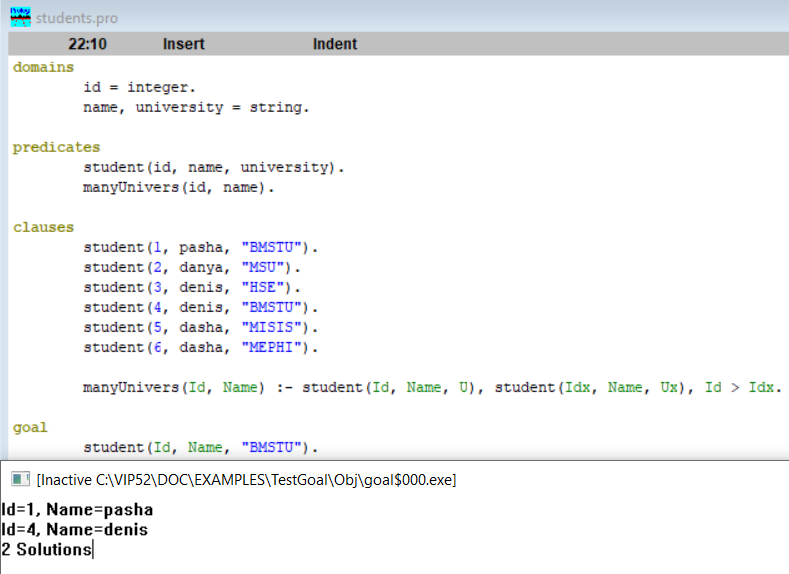 students.pro
22:10 Insert Indent
domains
id = integer.
name, university = string.
predicates
student(id, name, university).
manyUnivers(id, name).
clauses
student(1, pasha, "BMSTU").
student(2, danya, "MSU").
student(3, denis, "HSE").
student(4, denis, "BMSTU").
student(5, dasha, "MISIS").
student(6, dasha, "MEPHI").
manyUnivers(Id, Name) :- student(Id, Name, U), student(Idx, Name, Ux), Id > Idx.
goal
student(Id, Name, "BMSTU").
[Inactive C:\VIP52\DOC\EXAMPLES\TestGoal\Obj\goal$000.exe]
Id=1, Name=pasha
Id=4, Name=denis
2 Solutions